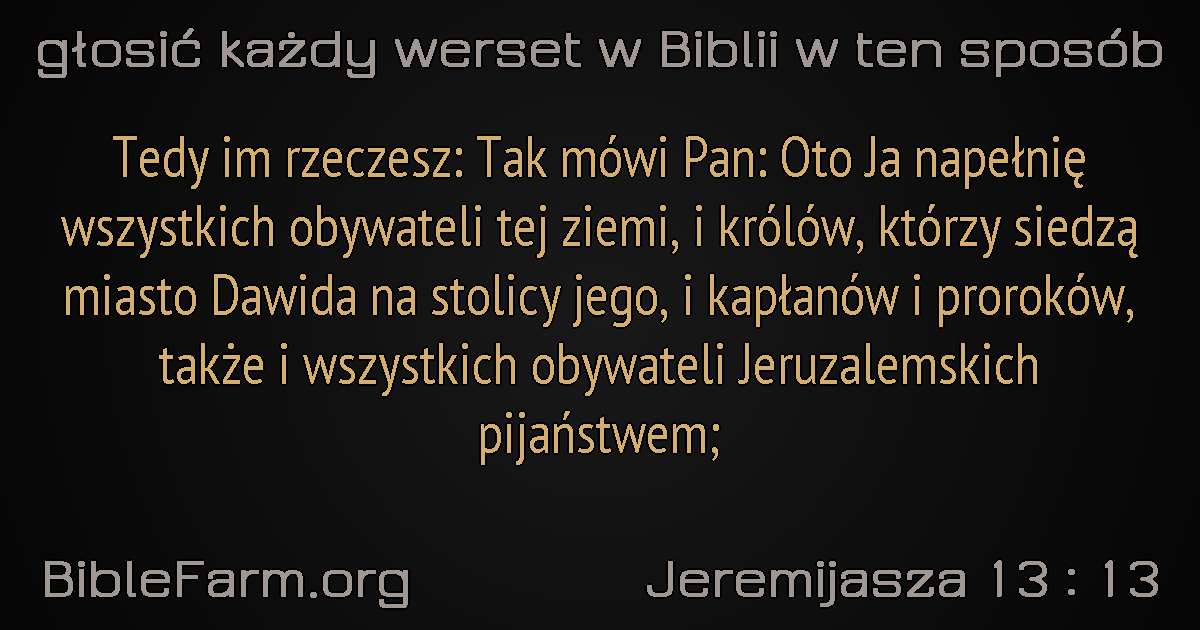 głosić każdy werset w Biblii w ten sposób
Tedy im rzeczesz: Tak mówi Pan: Oto Ja napełnię
wszystkich obywateli tej ziemi, i królów, którzy siedzą
miasto Dawida na stolicy jego, i kapłanów i proroków,
także i wszystkich obywateli Jeruzalemskich
pijaństwem;
BibleFarm.org
Jeremijasza 13 : 13